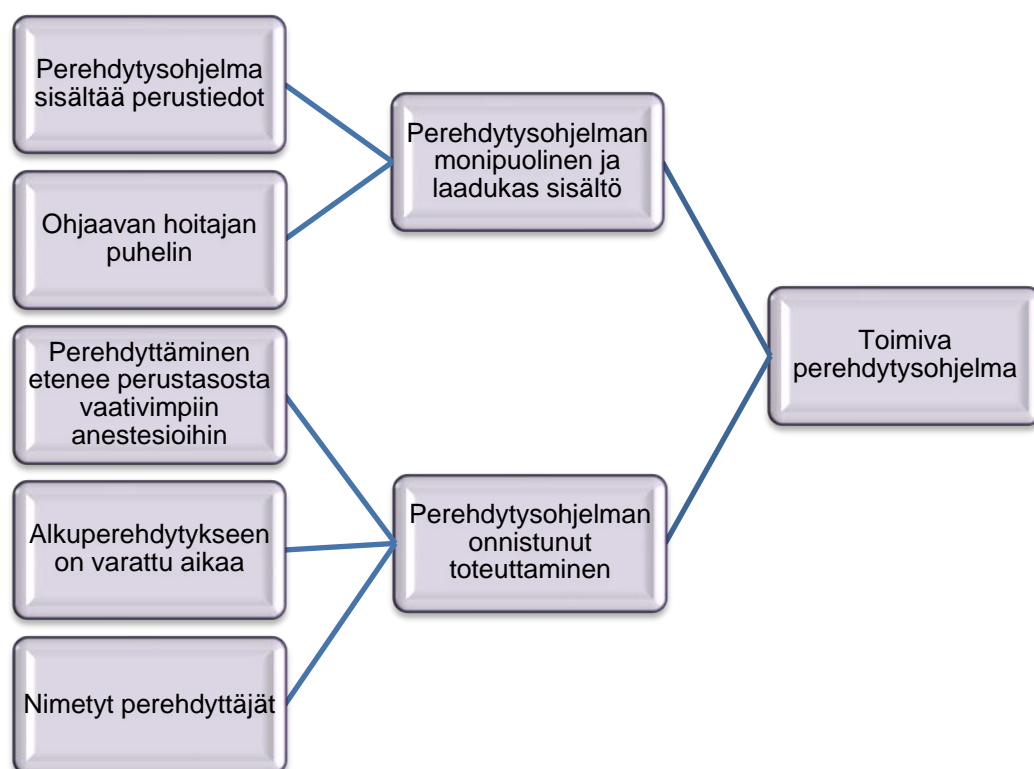 Perehdytysohjelma
sisältää perustiedot
Ohjaavan hoitajan
puhelin
Perehdyttäminen
etenee perustasosta
vaativimpiin
anestesioihin
Alkuperehdytykseen
on varattu aikaa
Nimetyt perehdyttäjät
Perehdytysohjelman
monipuolinen ja
laadukas sisältö
Perehdytysohjelman
onnistunut
toteuttaminen
Toimiva
perehdytysohjelma